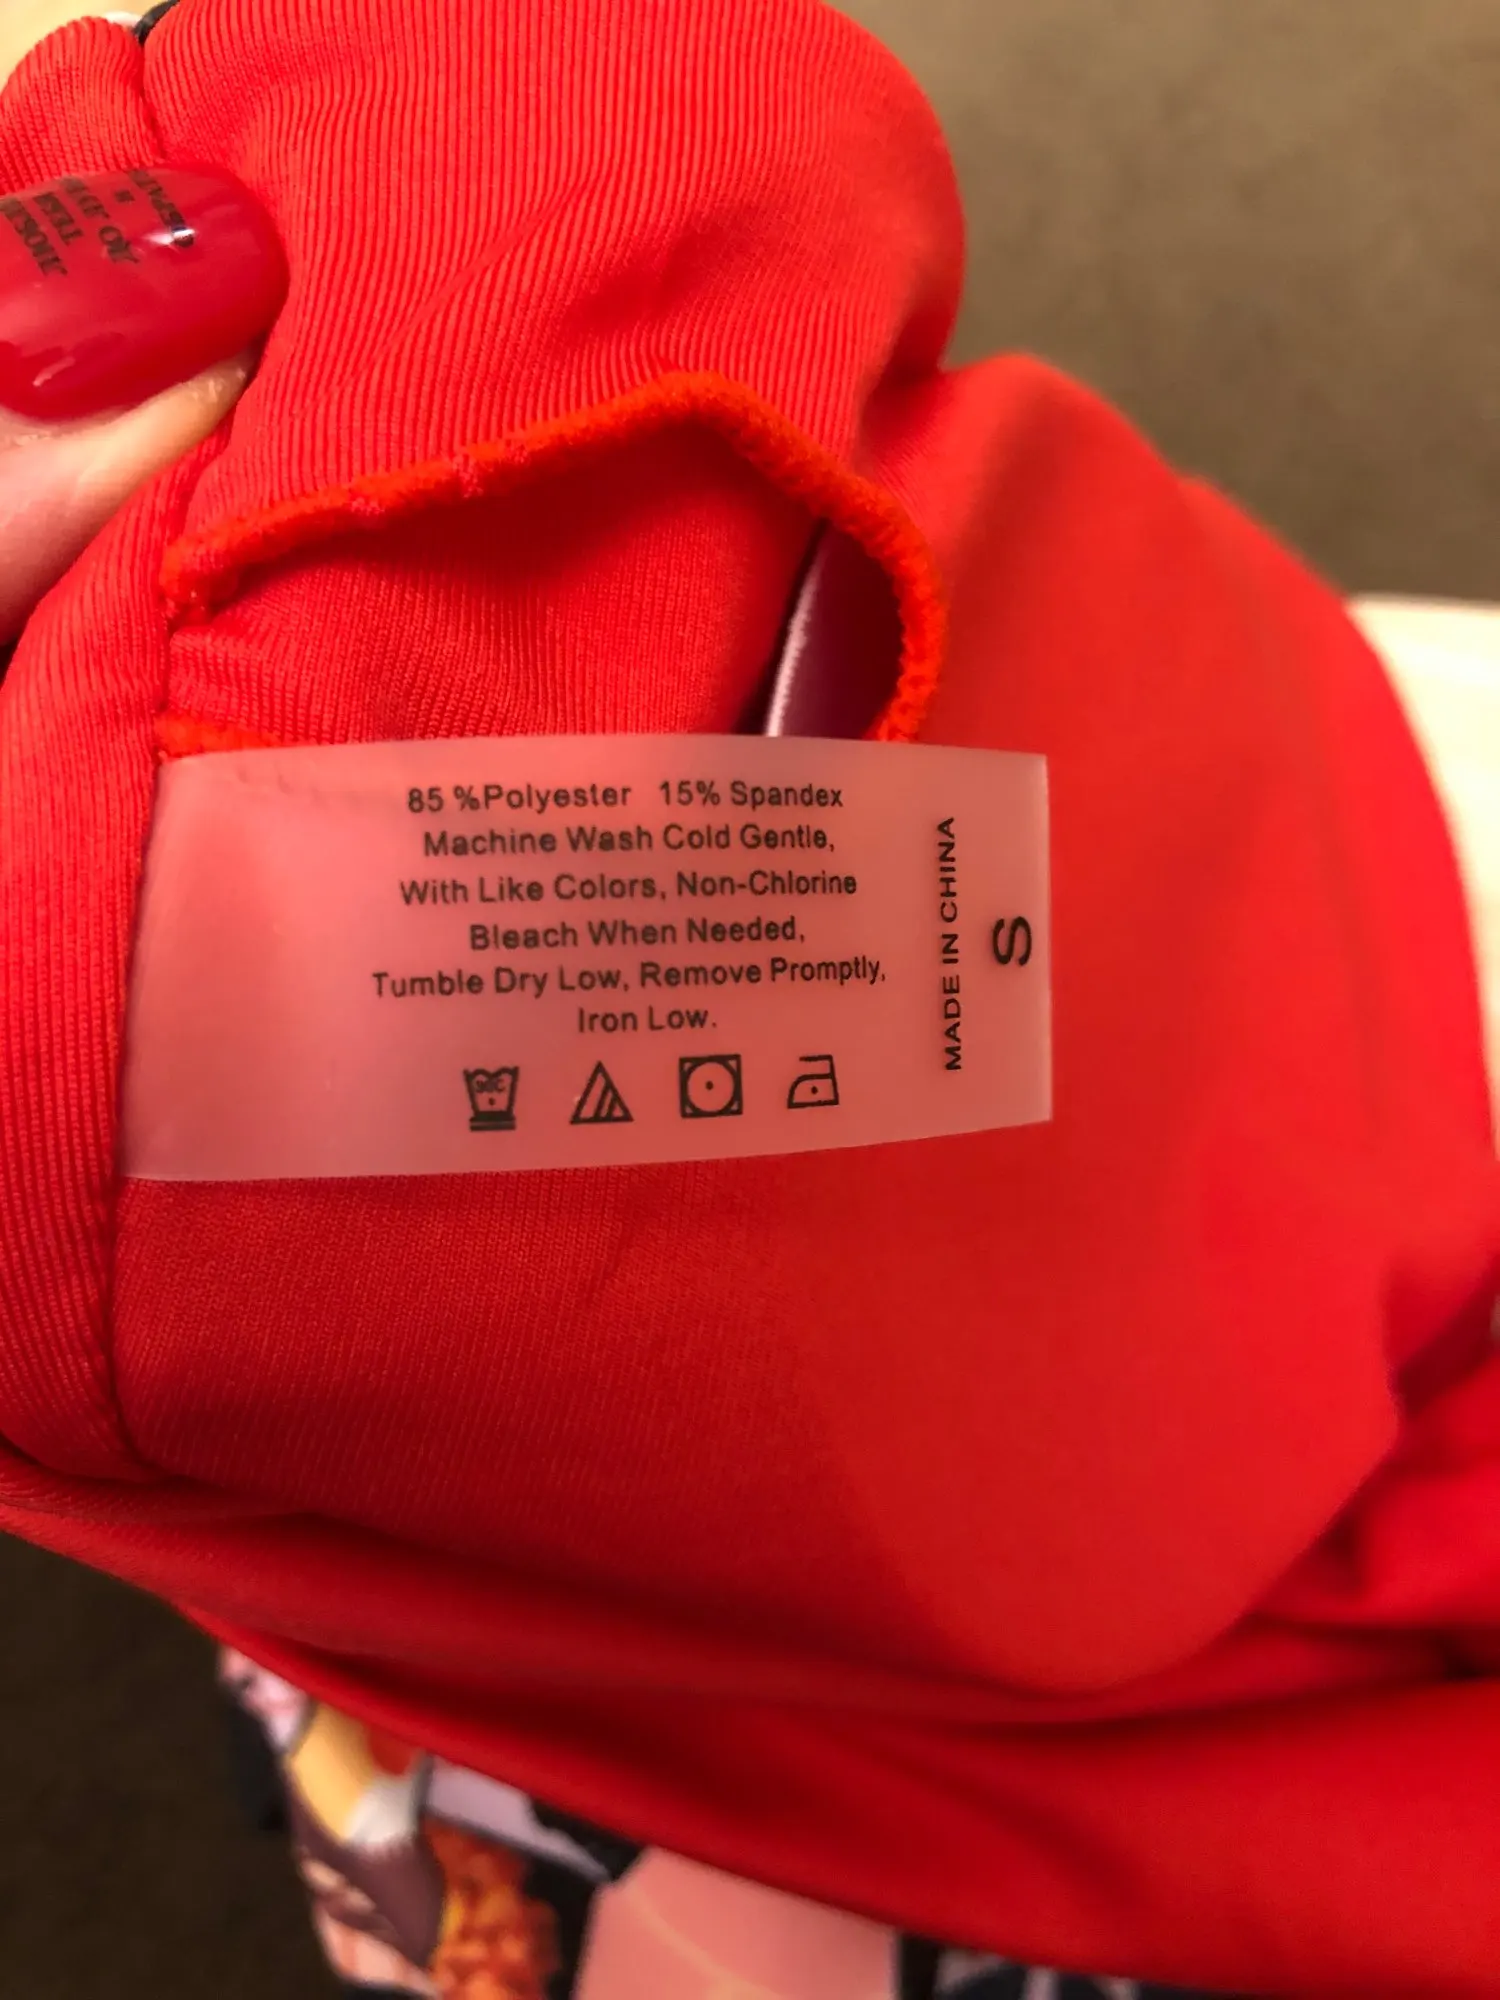 85 %Polyester 15% Spandex
Machine Wash Cold Gentle,
With Like Colors, Non-Chlorine
Bleach When Needed,
Tumble Dry Low, Remove Promptly,
Iron Low.
MADE IN CHINA
S